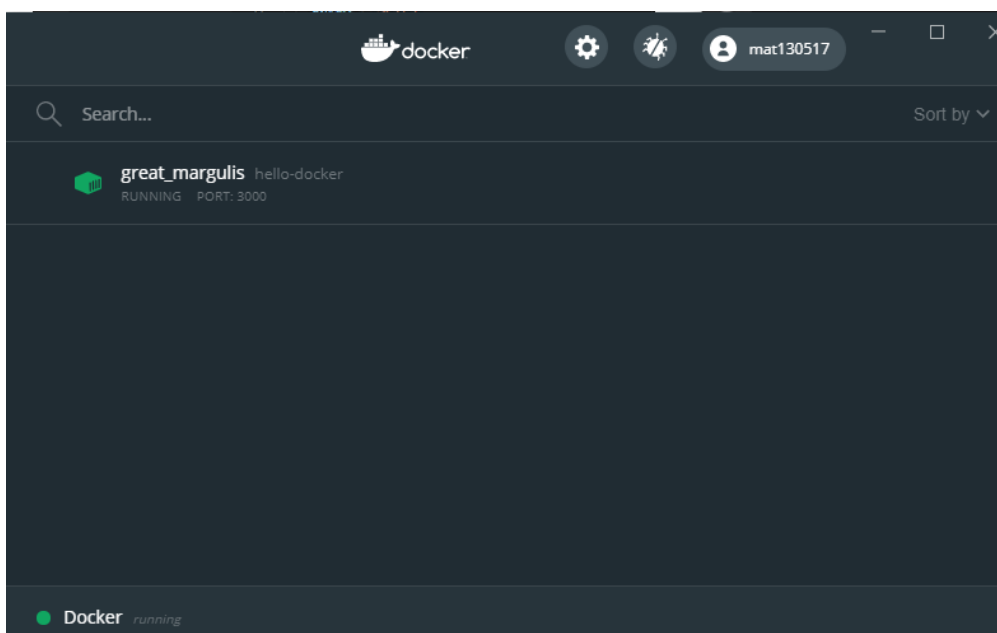 docker
mat130517
Search...
Sort by
great_margulis hello-docker
RUNNING PORT: 3000
Docker running